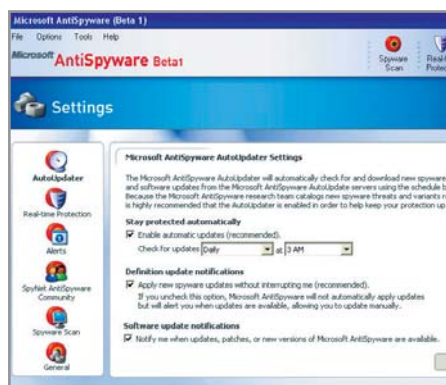 Microsoft AntiSpyware (Beta 1)
File Options Tools Help
Microsoft AntiSpyware Beta1
Spyware Scan
Real-t
Protec
Settings
AutoUpdater
Real-time Protection
Alerts
SpyNet AntiSpyware Community
Spyware Scan
General
Microsoft AntiSpyware AutoUpdater Settings
The Microsoft AntiSpyware AutoUpdater will automatically check for and download new spyware
and software updates from the Microsoft AntiSpyware AutoUpdate servers using the schedule b
Because the Microsoft AntiSpyware research team catalogs new spyware threats and variants r
is highly recommended that the AutoUpdater is enabled in order to help keep your protection up
Stay protected automatically
Enable automatic updates (recommended).
Check for updates Daily at 3 AM
Definition update notifications
Apply new spyware updates without interrupting me (recommended).
If you uncheck this option, Microsoft AntiSpyware will not automatically apply updates
but will alert you when updates are available, allowing you to update manually.
Software update notifications
Notify me when updates, patches, or new versions of Microsoft AntiSpyware are available.